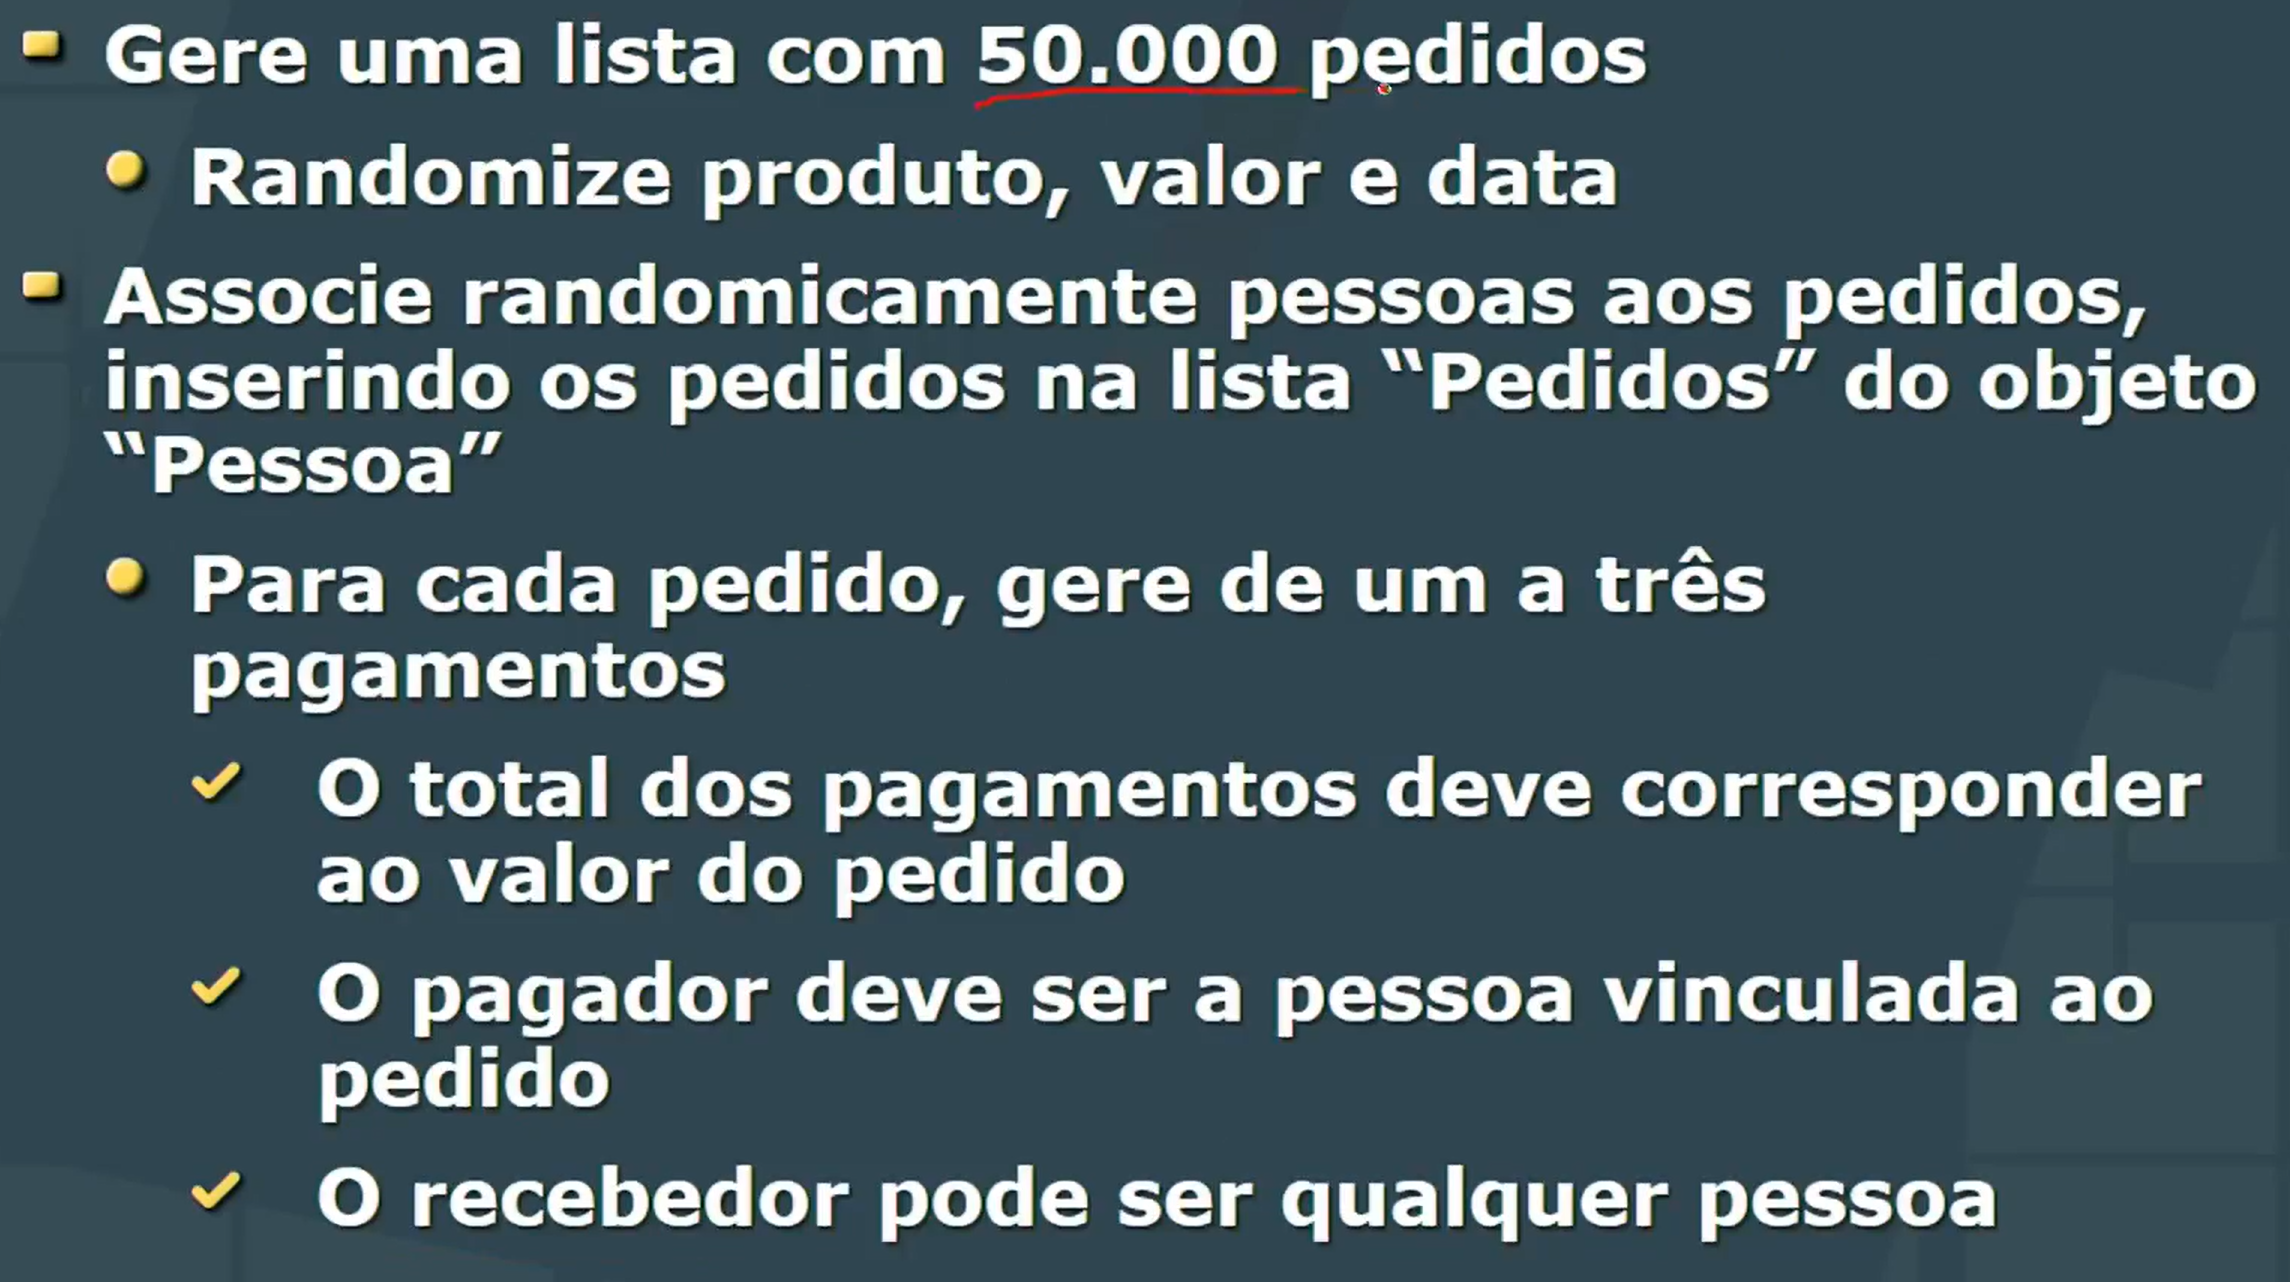 Gere uma lista com 50.000 pedidos
Randomize produto, valor e data
Associe randomicamente pessoas aos pedidos,
inserindo os pedidos na lista “Pedidos” do objeto
“Pessoa”
Para cada pedido, gere de um a três
pagamentos
O total dos pagamentos deve corresponder
ao valor do pedido
O pagador deve ser a pessoa vinculada ao
pedido
O recebedor pode ser qualquer pessoa